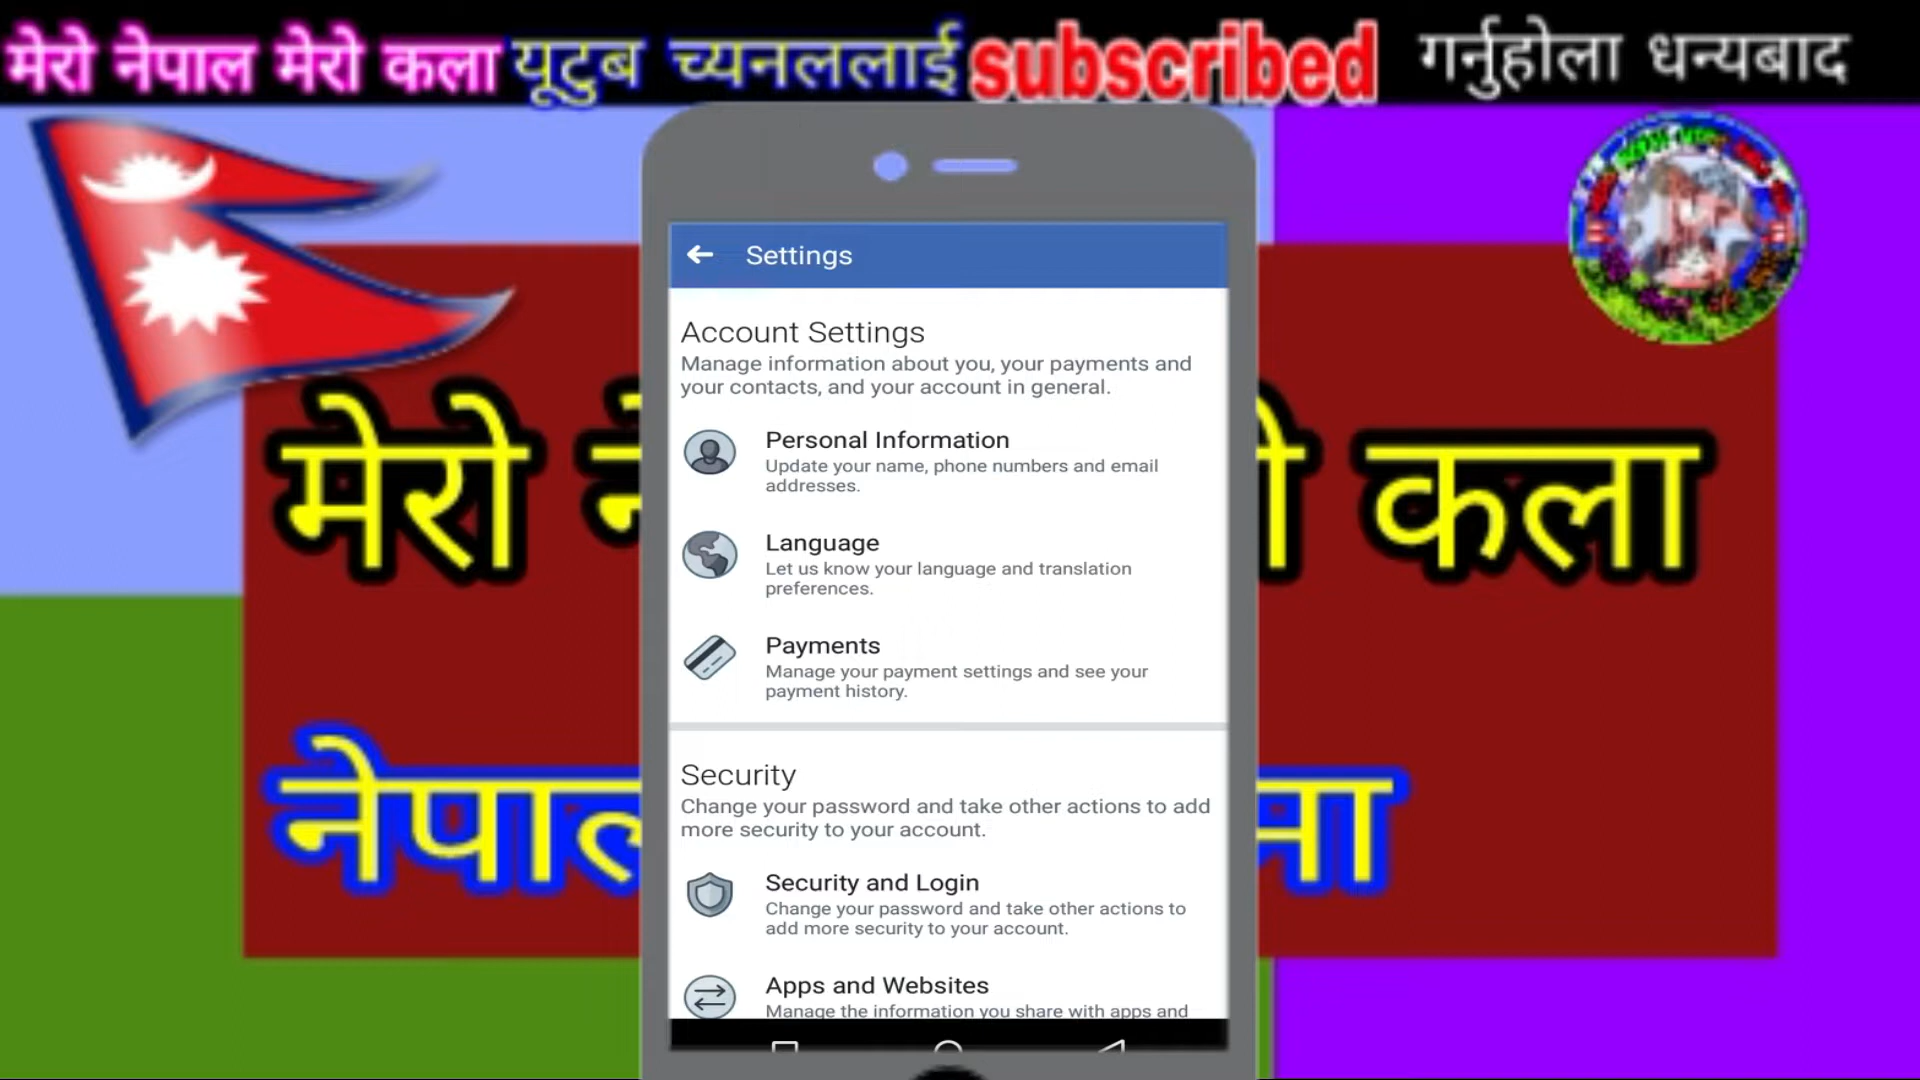 मेरो नेपाल मेरो कला यूटुब च्यनललाई subscribed गर्नुहोला धन्यबाद
Settings
Account Settings
Manage information about you, your payments and
your contacts, and your account in general.
Personal Information
Update your name, phone numbers and email
addresses.
Language
Let us know your language and translation
preferences.
Payments
Manage your payment settings and see your
payment history.
Security
Change your password and take other actions to add
more security to your account.
Security and Login
Change your password and take other actions to
add more security to your account.
Apps and Websites
Manage the information you share with apps and
मेरो कला
नेपाल